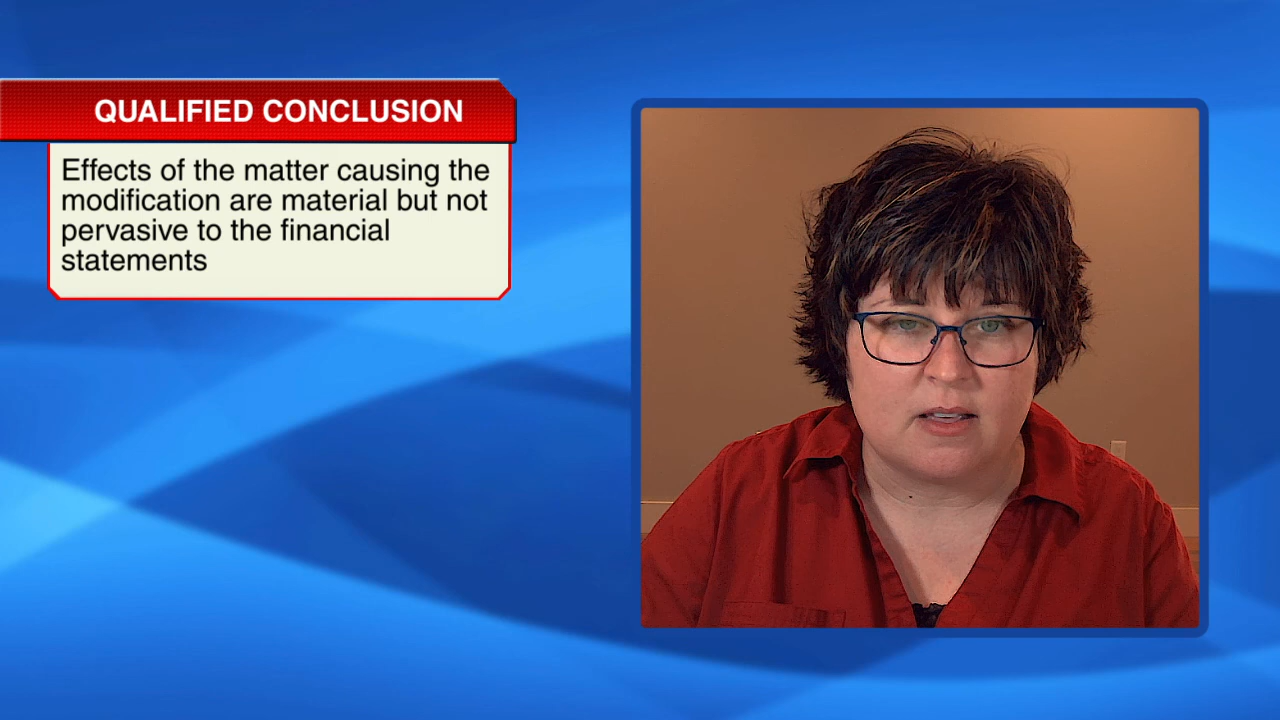 QUALIFIED CONCLUSION
Effects of the matter causing the
modification are material but not
pervasive to the financial
statements